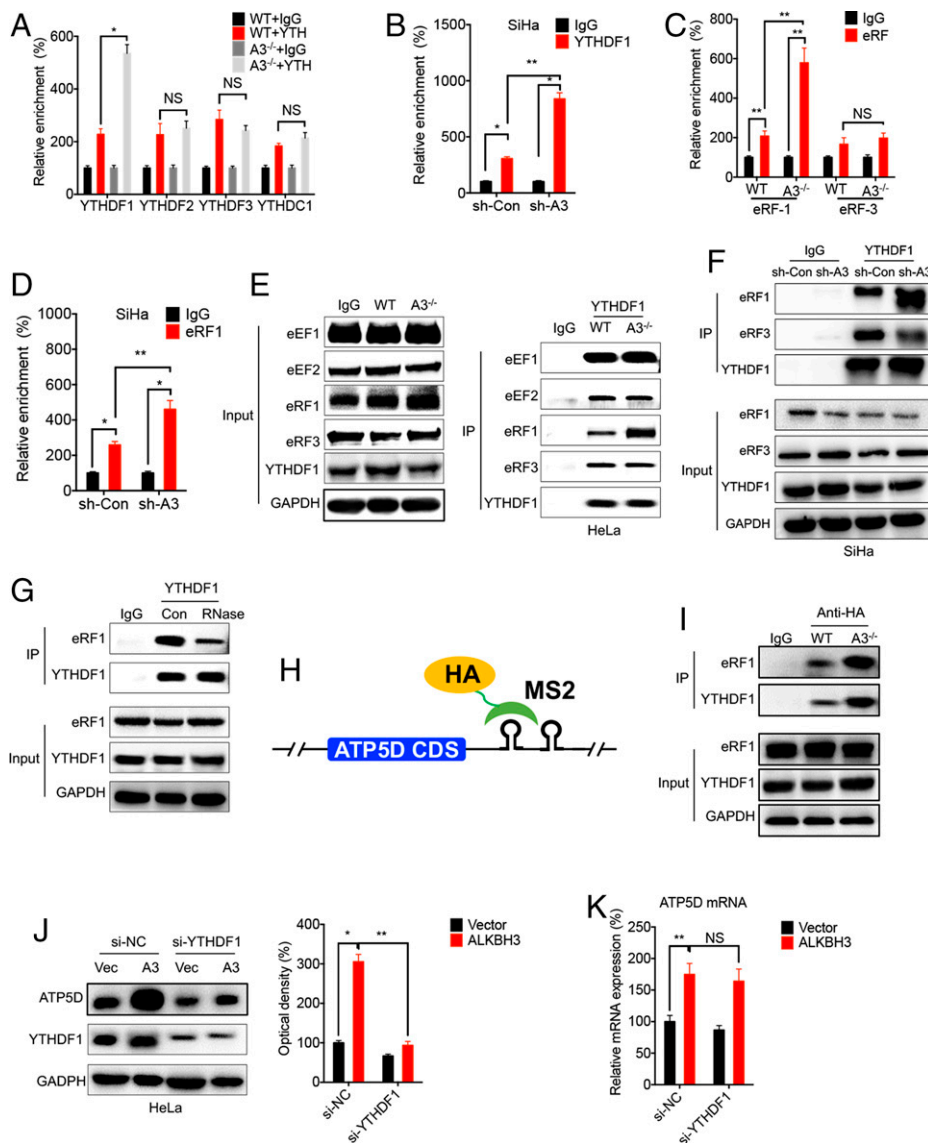 A
WT+IgG
WT+YTH
A3-/-+IgG
A3-/-+YTH
Relative enrichment (%)
600
400
200
0
*
NS
NS
NS
YTHDF1 YTHDF2 YTHDF3 YTHDC1
B
SiHa
IgG
YTHDF1
Relative enrichment (%)
1500
1000
500
0
**
*
*
sh-Con sh-A3
C
IgG
eRF
Relative enrichment (%)
800
600
400
200
0
**
**
**
NS
WT A3-/- WT A3-/-
eRF-1 eRF-3
D
SiHa
IgG
eRF1
Relative enrichment (%)
1000
800
600
400
200
0
**
*
*
sh-Con sh-A3
E
IgG WT A3-/-
Input
eEF1
eEF2
eRF1
eRF3
YTHDF1
GAPDH
YTHDF1
IgG WT A3-/-
IP
eEF1
eEF2
eRF1
eRF3
YTHDF1
HeLa
F
IgG YTHDF1
sh-Con sh-A3 sh-Con sh-A3
IP
eRF1
eRF3
YTHDF1
Input
eRF1
eRF3
YTHDF1
GAPDH
SiHa
G
YTHDF1
IgG Con RNase
IP
eRF1
YTHDF1
Input
eRF1
YTHDF1
GAPDH
H
HA
MS2
ATP5D CDS
I
Anti-HA
IgG WT A3-/-
IP
eRF1
YTHDF1
Input
eRF1
YTHDF1
GAPDH
J
si-NC si-YTHDF1
Vec A3 Vec A3
ATP5D
YTHDF1
GADPH
HeLa
Vector
ALKBH3
Optical density (%)
400
300
200
100
0
* **
si-NC
si-YTHDF1
K
ATP5D mRNA
Vector
ALKBH3
Relative mRNA expression (%)
250
200
150
100
50
0
** NS
si-NC
si-YTHDF1